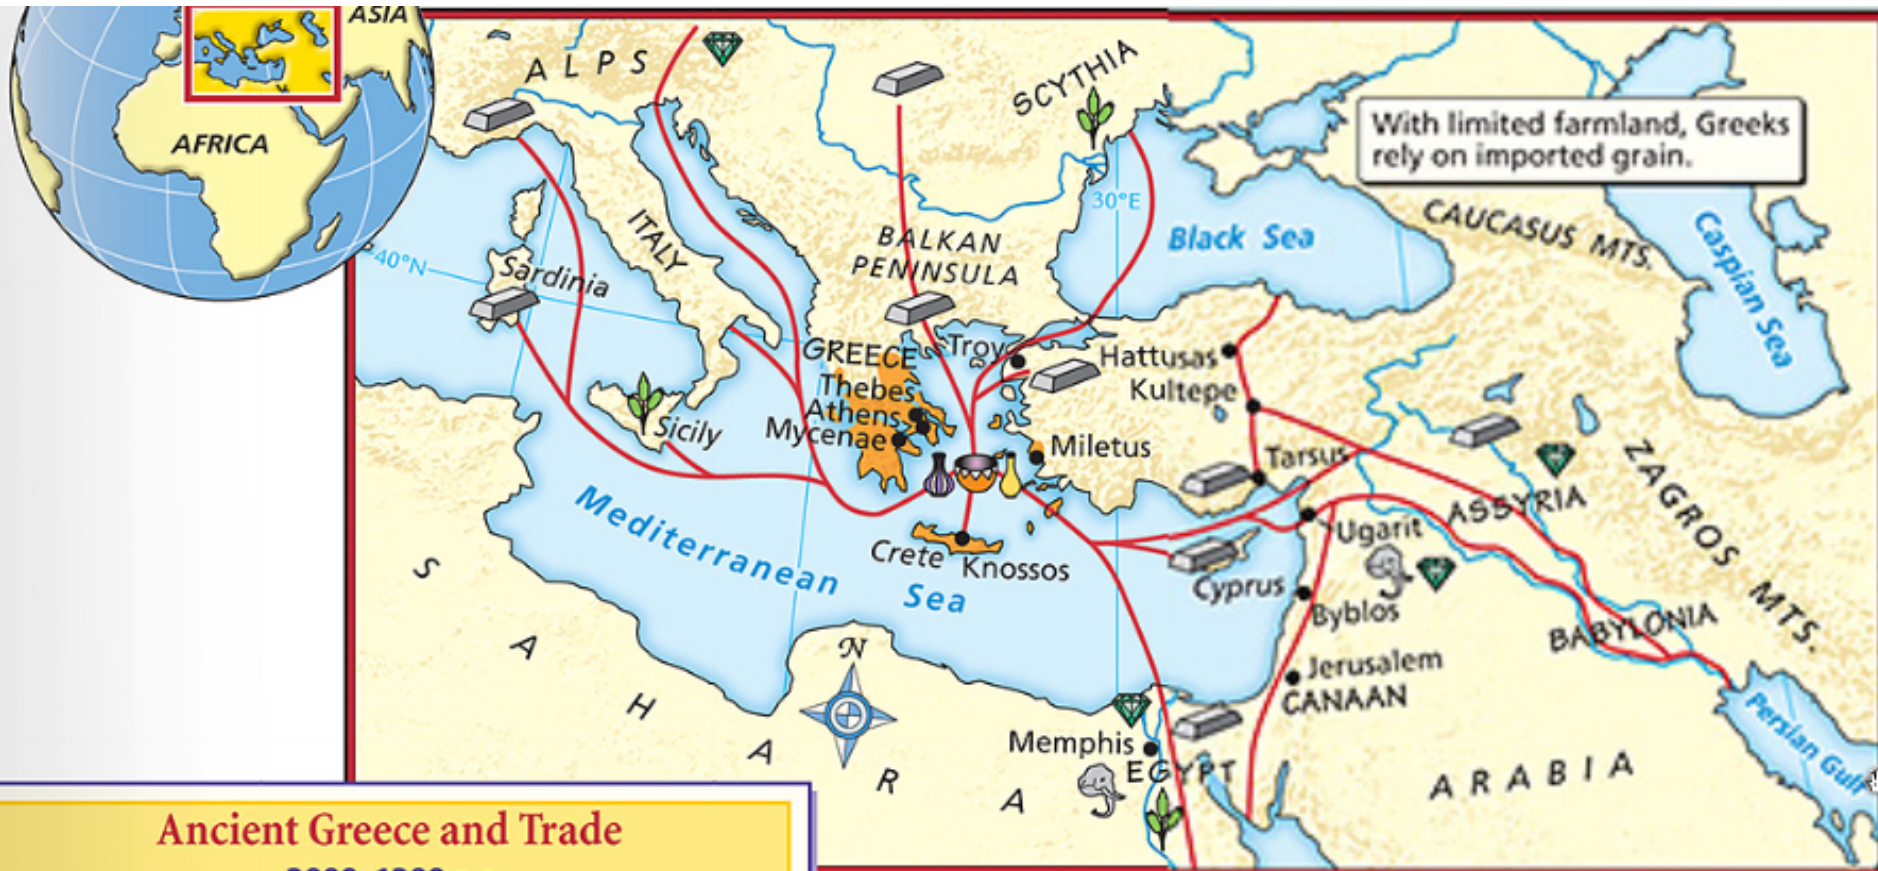 ASIA
AFRICA
ALPS
SCYTHIA
With limited farmland, Greeks
rely on imported grain.
30°E
40°N
ITALY
BALKAN
PENINSULA
Black Sea
CAUCASUS MTS.
Caspian Sea
Sardinia
GREECE
Troy
Hattusas
Kultepe
Thebes
Athens
Mycenae
Sicily
Miletus
Tarsus
ZAGROS MTS.
ASSYRIA
Mediterranean
Sea
Ugarit
Crete
Knossos
Cyprus
Byblos
BABYLONIA
SAHARA
N
Jerusalem
CANAAN
Memphis
EGYPT
ARABIA
Persian Gulf
Ancient Greece and Trade